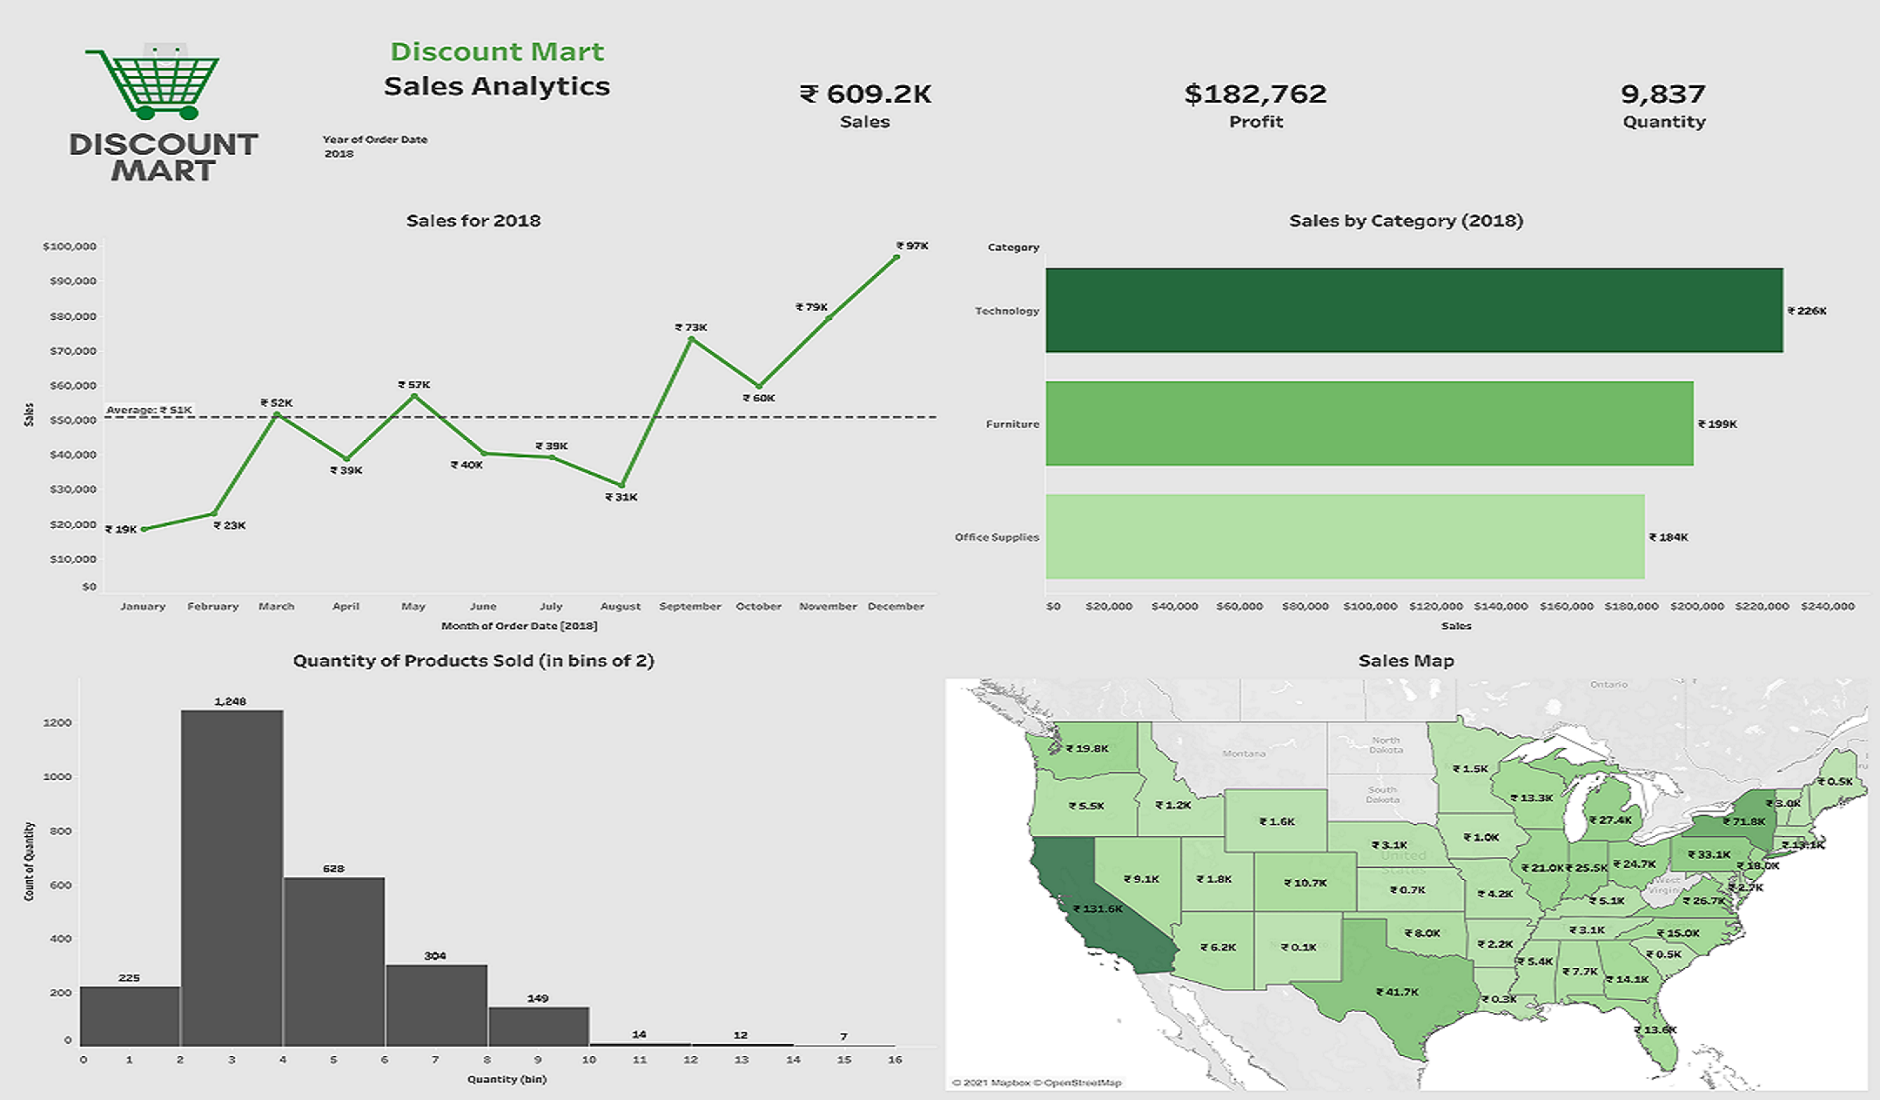 DISCOUNT
MART
Discount Mart
Sales Analytics
Year of Order Date
2018
₹ 609.2K
Sales
$182,762
Profit
9,837
Quantity
Sales for 2018
$100,000
$90,000
$80,000
$70,000
$60,000
$50,000
$40,000
$30,000
$20,000
$10,000
$0
Sales
Average: ₹ 51K
₹ 19K
₹ 23K
₹ 52K
₹ 39K
₹ 57K
₹ 40K
₹ 39K
₹ 31K
₹ 73K
₹ 60K
₹ 79K
₹ 97K
January February March April May June July August September October November December
Month of Order Date [2018]
Sales by Category (2018)
Category
Technology
₹ 226K
Furniture
₹ 199K
Office Supplies
₹ 184K
$0 $20,000 $40,000 $60,000 $80,000 $100,000 $120,000 $140,000 $160,000 $180,000 $200,000 $220,000 $240,000
Sales
Quantity of Products Sold (in bins of 2)
1200
1000
800
600
400
200
0
Count of Quantity
225
1,248
628
304
149
14
12
7
0 1 2 3 4 5 6 7 8 9 10 11 12 13 14 15 16
Quantity (bin)
Sales Map
Ontario
Montana
North
Dakota
South
Dakota
United
States
West
Virginia
₹ 19.8K
₹ 5.5K
₹ 1.2K
₹ 1.6K
₹ 1.5K
₹ 13.3K
₹ 27.4K
₹ 0.5K
₹ 3.0K
₹ 71.8K
₹ 13.1K
₹ 3.1K
₹ 1.0K
₹ 33.1K
₹ 18.0K
₹ 9.1K
₹ 1.8K
₹ 10.7K
₹ 0.7K
₹ 4.2K
₹ 21.0K
₹ 25.5K
₹ 24.7K
₹ 2.7K
₹ 5.1K
₹ 26.7K
₹ 131.6K
₹ 6.2K
₹ 0.1K
₹ 8.0K
₹ 2.2K
₹ 3.1K
₹ 15.0K
₹ 0.5K
₹ 5.4K
₹ 7.7K
₹ 14.1K
₹ 41.7K
₹ 0.3K
₹ 13.6K
© 2021 Mapbox © OpenStreetMap